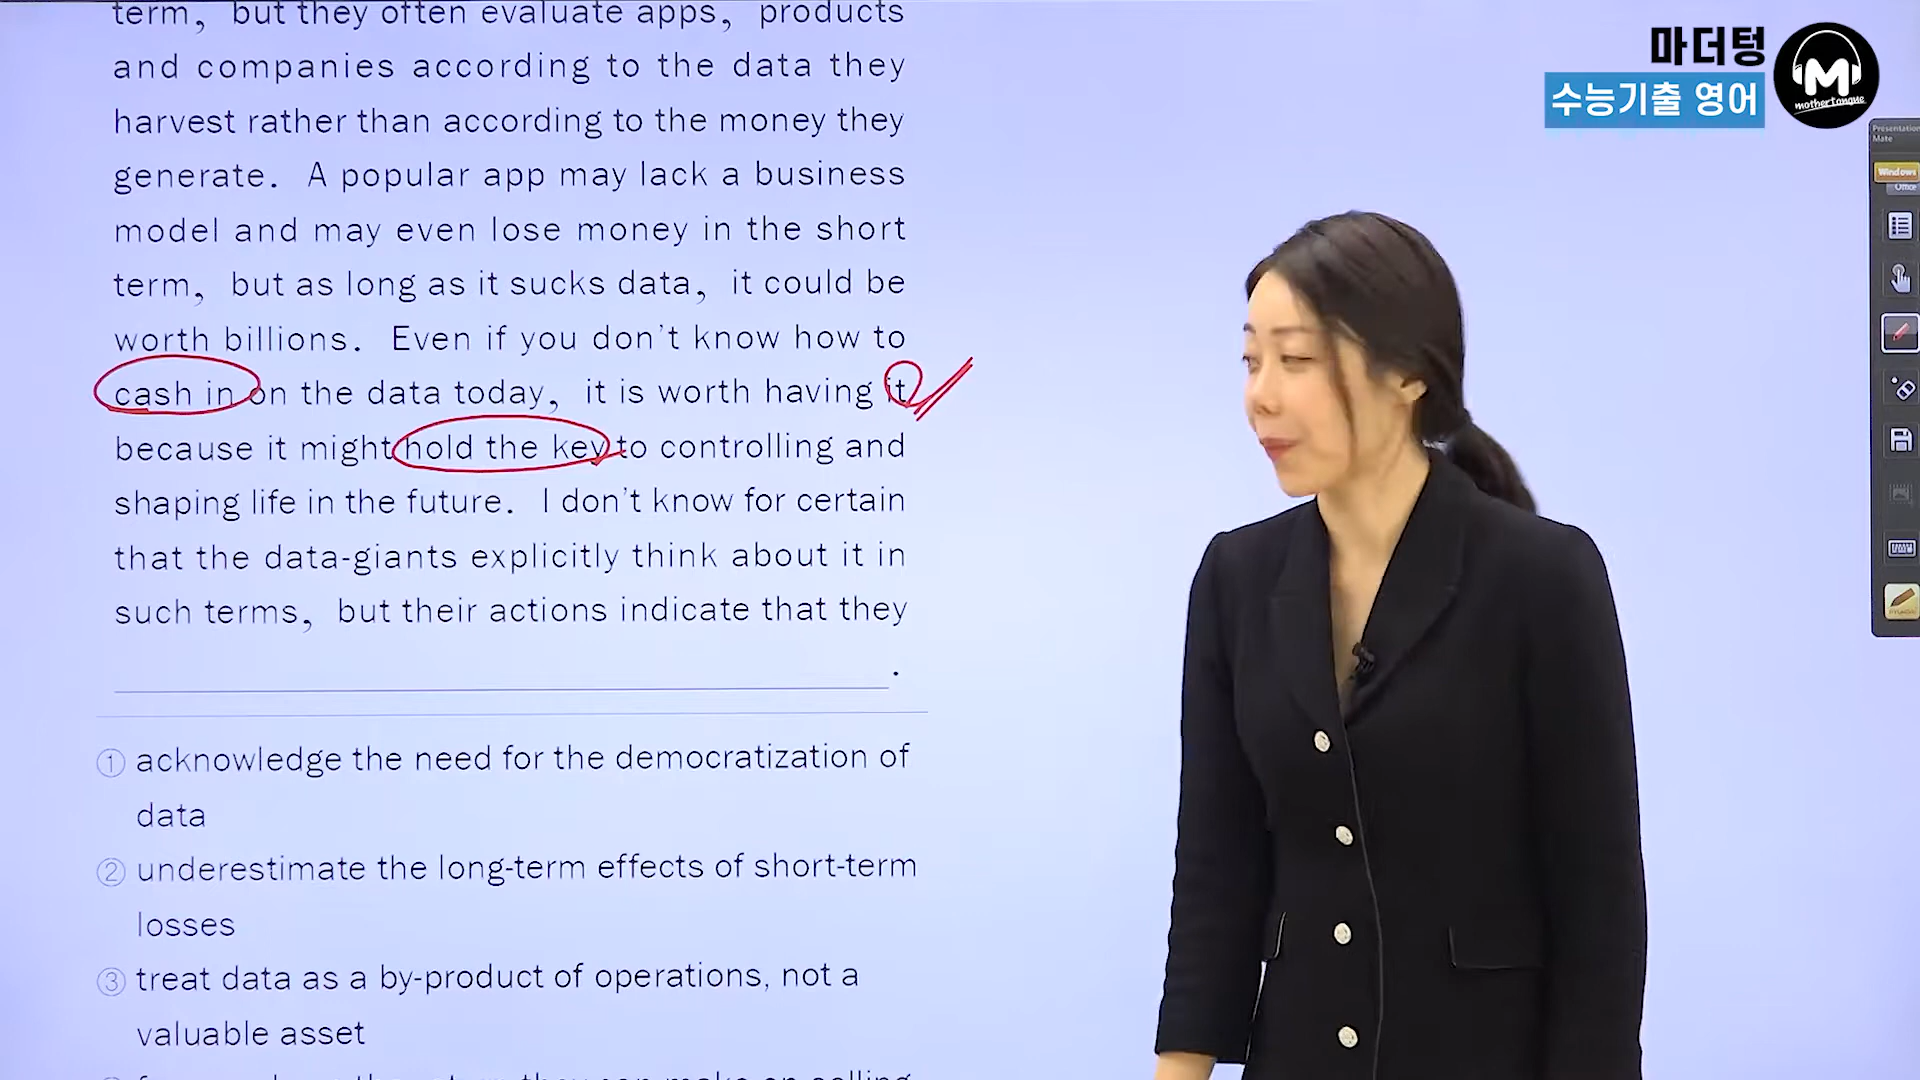 term, but they often evaluate apps, products
and companies according to the data they
harvest rather than according to the money they
generate. A popular app may lack a business
model and may even lose money in the short
term, but as long as it sucks data, it could be
worth billions. Even if you don't know how to
cash in on the data today, it is worth having it
because it might hold the key to controlling and
shaping life in the future. I don't know for certain
that the data-giants explicitly think about it in
such terms, but their actions indicate that they
.
① acknowledge the need for the democratization of
data
② underestimate the long-term effects of short-term
losses
③ treat data as a by-product of operations, not a
valuable asset
마더텅
수능기출 영어
M
mothertongue
Presentation
Mate
Windows
Office